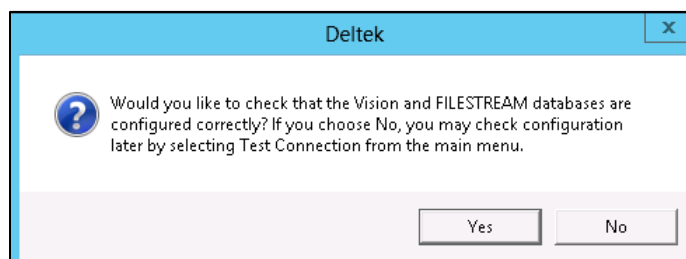 Deltek
x
Would you like to check that the Vision and FILESTREAM databases are
configured correctly? If you choose No, you may check configuration
later by selecting Test Connection from the main menu.
Yes
No